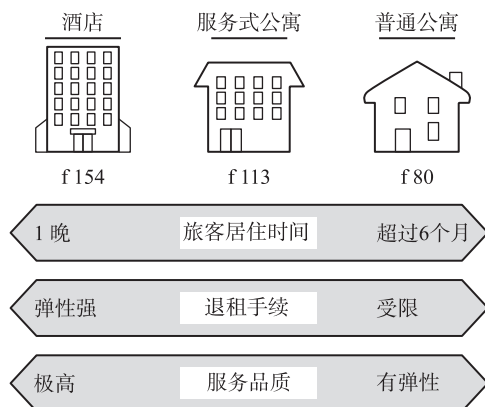 酒店 服务式公寓 普通公寓
f 154 f 113 f 80
1 晚 旅客居住时间 超过6个月
弹性强 退租手续 受限
极高 服务品质 有弹性